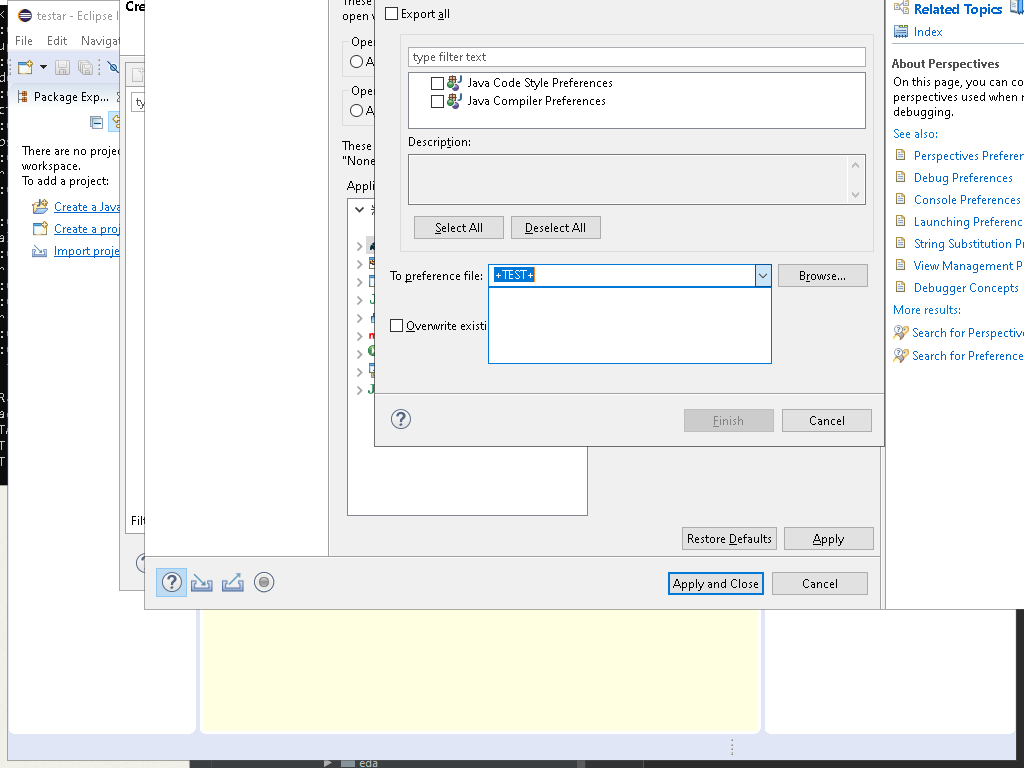 testar - Eclipse I
File Edit Navigat
Package Exp...
There are no proje
workspace.
To add a project:
Create a Java
Create a proj
Import proje
Cre
ty
Filt
These
open v
Oper
A
Oper
A
These
"None
Appli
Export all
type filter text
Java Code Style Preferences
Java Compiler Preferences
Description:
Select All Deselect All
To preference file: +TEST+ Browse...
Overwrite existi
Finish Cancel
Restore Defaults Apply
Apply and Close Cancel
Related Topics
Index
About Perspectives
On this page, you can co
perspectives used when r
debugging.
See also:
Perspectives Preferen
Debug Preferences
Console Preferences
Launching Preferenc
String Substitution Pr
View Management P
Debugger Concepts
More results:
Search for Perspectiv
Search for Preference
eda